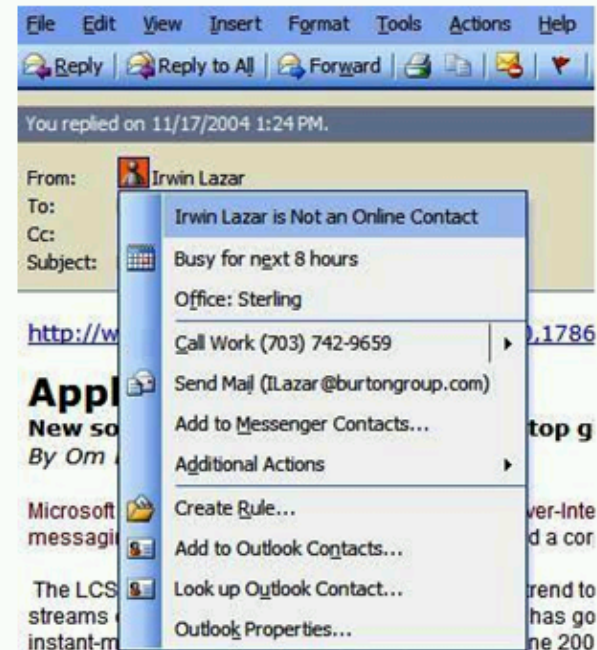 File Edit View Insert Format Tools Actions Help
Reply Reply to All Forward
You replied on 11/17/2004 1:24 PM.
From: Irwin Lazar
To:
Cc:
Subject:
Irwin Lazar is Not an Online Contact
Busy for next 8 hours
Office: Sterling
Call Work (703) 742-9659
Send Mail (ILazar@burtongroup.com)
Add to Messenger Contacts...
Additional Actions
Create Rule...
Add to Outlook Contacts...
Look up Outlook Contact...
Outlook Properties...
http://w ,1786
Appl
New so top g
By Om
Microsoft ver-Inte
messagi d a cor
The LCS trend to
streams has go
instant-m ne 200